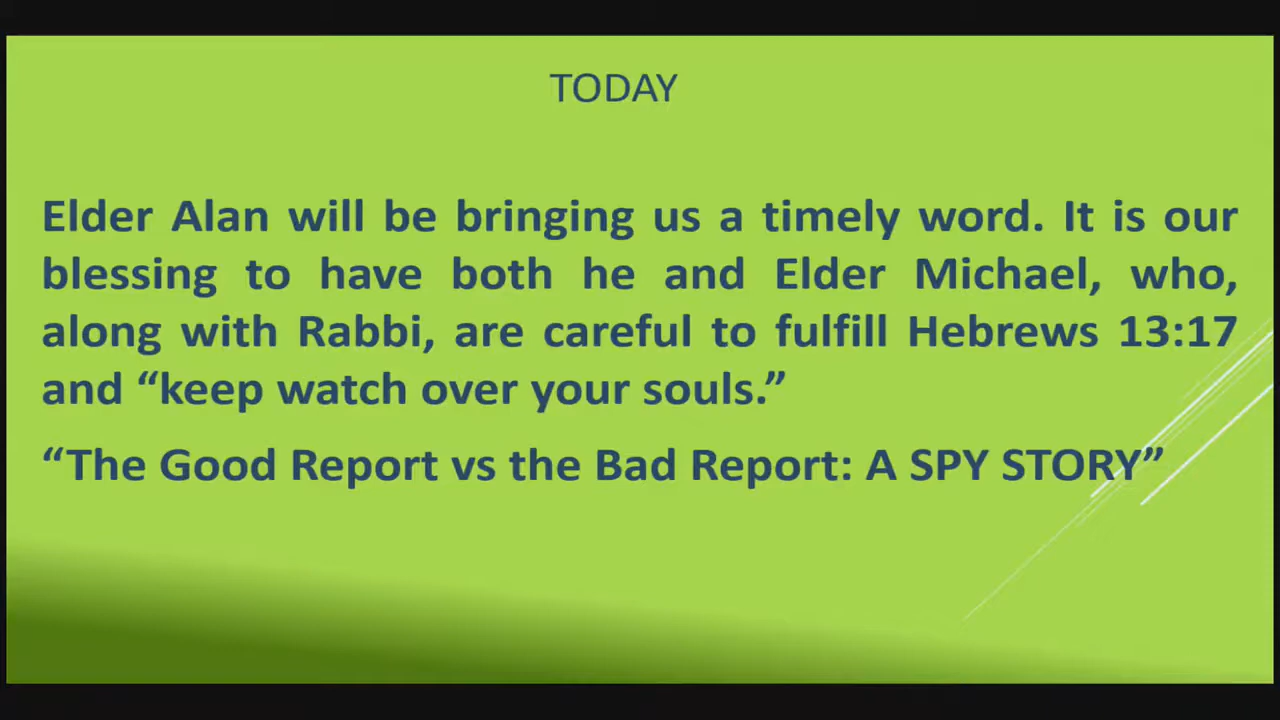 TODAY
Elder Alan will be bringing us a timely word. It is our
blessing to have both he and Elder Michael, who,
along with Rabbi, are careful to fulfill Hebrews 13:17
and “keep watch over your souls.”
“The Good Report vs the Bad Report: A SPY STORY”